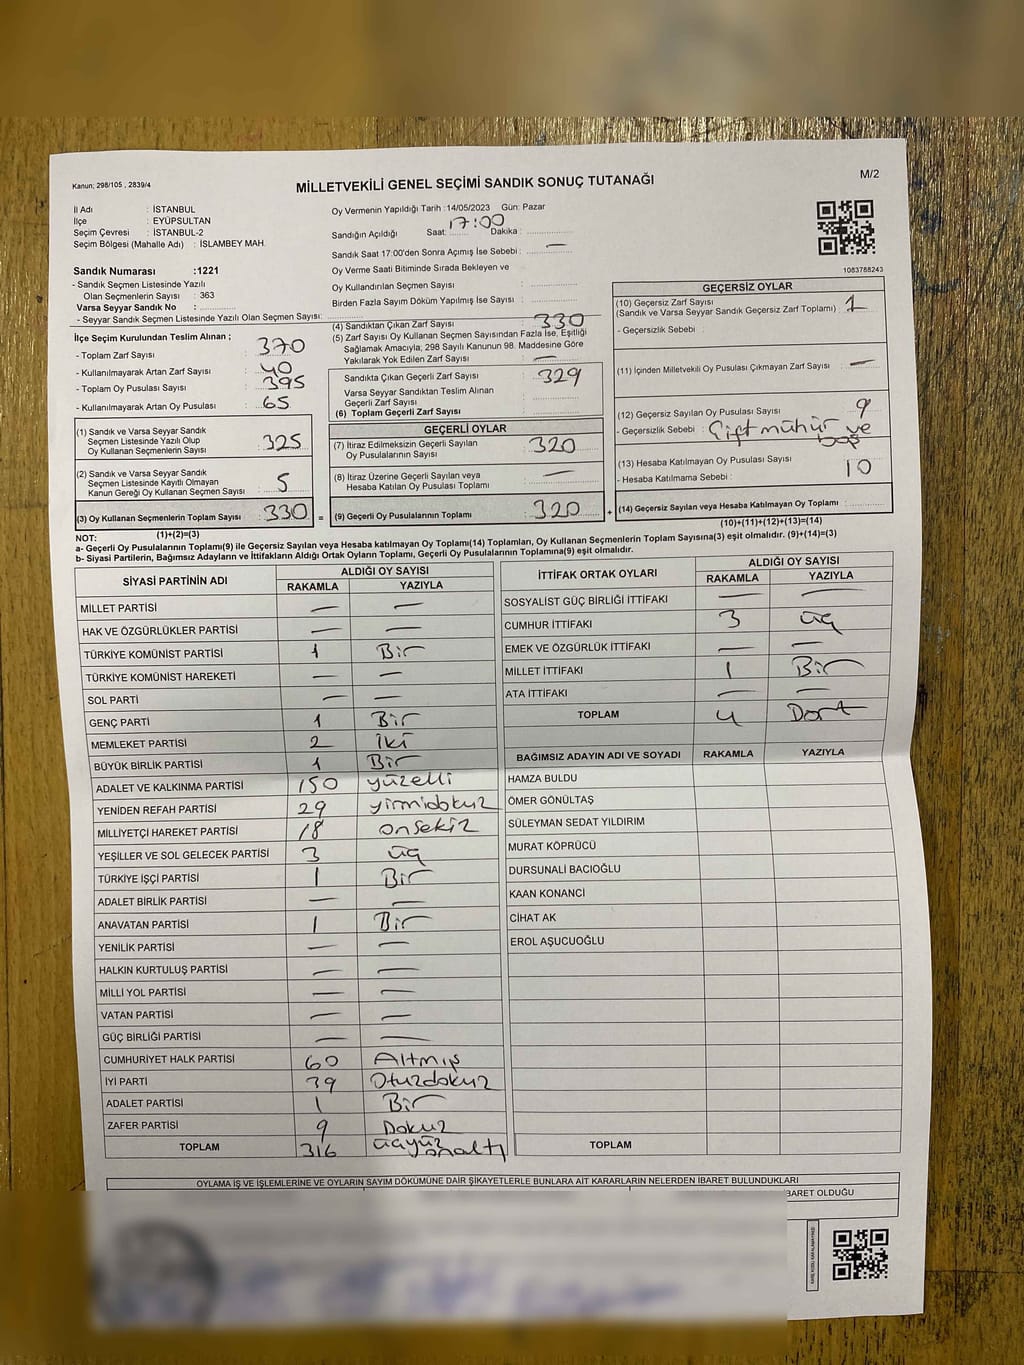 Kanun; 298/105 , 2839/4
MİLLETVEKİLİ GENEL SEÇİMİ SANDIK SONUÇ TUTANAĞI
M/2
İl Adı : İSTANBUL
İlçe : EYÜPSULTAN
Seçim Çevresi : İSTANBUL-2
Seçim Bölgesi (Mahalle Adı) : İSLAMBEY MAH.
Oy Vermenin Yapıldığı Tarih :14/05/2023 Gün: Pazar
Sandığın Açıldığı Saat: 17:00 Dakika :
Sandık Saat 17:00'den Sonra Açımış İse Sebebi : —
Oy Verme Saati Bitiminde Sırada Bekleyen ve
Oy Kullandırılan Seçmen Sayısı :
Birden Fazla Sayım Döküm Yapılmış İse Sayısı :
1083788243
Sandık Numarası :1221
- Sandık Seçmen Listesinde Yazılı
Olan Seçmenlerin Sayısı : 363
Varsa Seyyar Sandık No :
- Seyyar Sandık Seçmen Listesinde Yazılı Olan Seçmen Sayısı:
İlçe Seçim Kurulundan Teslim Alınan ;
- Toplam Zarf Sayısı : 370
- Kullanılmayarak Artan Zarf Sayısı : 40
- Toplam Oy Pusulası Sayısı : 395
- Kullanılmayarak Artan Oy Pusulası : 65
(1) Sandık ve Varsa Seyyar Sandık
Seçmen Listesinde Yazılı Olup
Oy Kullanan Seçmenlerin Sayısı : 325
(2) Sandık ve Varsa Seyyar Sandık
Seçmen Listesinde Kayıtlı Olmayan
Kanun Gereği Oy Kullanan Seçmen Sayısı : 5
(3) Oy Kullanan Seçmenlerin Toplam Sayısı : 330
(1)+(2)=(3)
(4) Sandıktan Çıkan Zarf Sayısı : 330
(5) Zarf Sayısı Oy Kullanan Seçmen Sayısından Fazla İse, Eşitliği
Sağlamak Amacıyla, 298 Sayılı Kanunun 98. Maddesine Göre
Yakılarak Yok Edilen Zarf Sayısı : —
Sandıkta Çıkan Geçerli Zarf Sayısı : 329
Varsa Seyyar Sandıktan Teslim Alınan
Geçerli Zarf Sayısı :
(6) Toplam Geçerli Zarf Sayısı :
GEÇERLİ OYLAR
(7) İtiraz Edilmeksizin Geçerli Sayılan
Oy Pusulalarının Sayısı : 320
(8) İtiraz Üzerine Geçerli Sayılan veya
Hesaba Katılan Oy Pusulası Toplamı : —
= (9) Geçerli Oy Pusulalarının Toplamı : 320 +
GEÇERSİZ OYLAR
(10) Geçersiz Zarf Sayısı
(Sandık ve Varsa Seyyar Sandık Geçersiz Zarf Toplamı) : 1
- Geçersizlik Sebebi :
(11) İçinden Milletvekili Oy Pusulası Çıkmayan Zarf Sayısı : —
(12) Geçersiz Sayılan Oy Pusulası Sayısı : 9
- Geçersizlik Sebebi : Çift mühür ve
boş
(13) Hesaba Katılmayan Oy Pusulası Sayısı : 10
- Hesaba Katılmama Sebebi :
(14) Geçersiz Sayılan veya Hesaba Katılmayan Oy Toplamı :
(10)+(11)+(12)+(13)=(14)
NOT:
a- Geçerli Oy Pusulalarının Toplamı(9) ile Geçersiz Sayılan veya Hesaba Katılmayan Oy Toplamı(14) Toplamları, Oy Kullanan Seçmenlerin Toplam Sayısına(3) eşit olmalıdır. (9)+(14)=(3)
b- Siyasi Partilerin, Bağımsız Adayların ve İttifakların Aldığı Ortak Oyların Toplamı, Geçerli Oy Pusulalarının Toplamına(9) eşit olmalıdır.
SİYASİ PARTİNİN ADI ALDIĞI OY SAYISI
RAKAMLA YAZIYLA
MİLLET PARTİSİ — —
HAK VE ÖZGÜRLÜKLER PARTİSİ — —
TÜRKİYE KOMÜNİST PARTİSİ 1 Bir
TÜRKİYE KOMÜNİST HAREKETİ — —
SOL PARTİ — —
GENÇ PARTİ 1 Bir
MEMLEKET PARTİSİ 2 iki
BÜYÜK BİRLİK PARTİSİ 1 Bir
ADALET VE KALKINMA PARTİSİ 150 yüzelli
YENİDEN REFAH PARTİSİ 29 yirmidokuz
MİLLİYETÇİ HAREKET PARTİSİ 18 onsekiz
YEŞİLLER VE SOL GELECEK PARTİSİ 3 üç
TÜRKİYE İŞÇİ PARTİSİ 1 Bir
ADALET BİRLİK PARTİSİ — —
ANAVATAN PARTİSİ 1 Bir
YENİLİK PARTİSİ — —
HALKIN KURTULUŞ PARTİSİ — —
MİLLİ YOL PARTİSİ — —
VATAN PARTİSİ — —
GÜÇ BİRLİĞİ PARTİSİ — —
CUMHURİYET HALK PARTİSİ 60 Altmış
İYİ PARTİ 39 Otuzdokuz
ADALET PARTİSİ 1 Bir
ZAFER PARTİSİ 9 Dokuz
TOPLAM 316 üçyüz onaltı
İTTİFAK ORTAK OYLARI ALDIĞI OY SAYISI
RAKAMLA YAZIYLA
SOSYALİST GÜÇ BİRLİĞİ İTTİFAKI — —
CUMHUR İTTİFAKI 3 üç
EMEK VE ÖZGÜRLÜK İTTİFAKI — —
MİLLET İTTİFAKI 1 Bir
ATA İTTİFAKI — —
TOPLAM 4 Dört
BAĞIMSIZ ADAYIN ADI VE SOYADI RAKAMLA YAZIYLA
HAMZA BULDU
ÖMER GÖNÜLTAŞ
SÜLEYMAN SEDAT YILDIRIM
MURAT KÖPRÜCÜ
DURSUNALİ BACIOĞLU
KAAN KONANCİ
CİHAT AK
EROL AŞUCUOĞLU
TOPLAM
OYLAMA İŞ VE İŞLEMLERİNE VE OYLARIN SAYIM DÖKÜMÜNE DAİR ŞİKAYETLERLE BUNLARA AİT KARARLARIN NELERDEN İBARET BULUNDUKLARI
BARET OLDUĞU